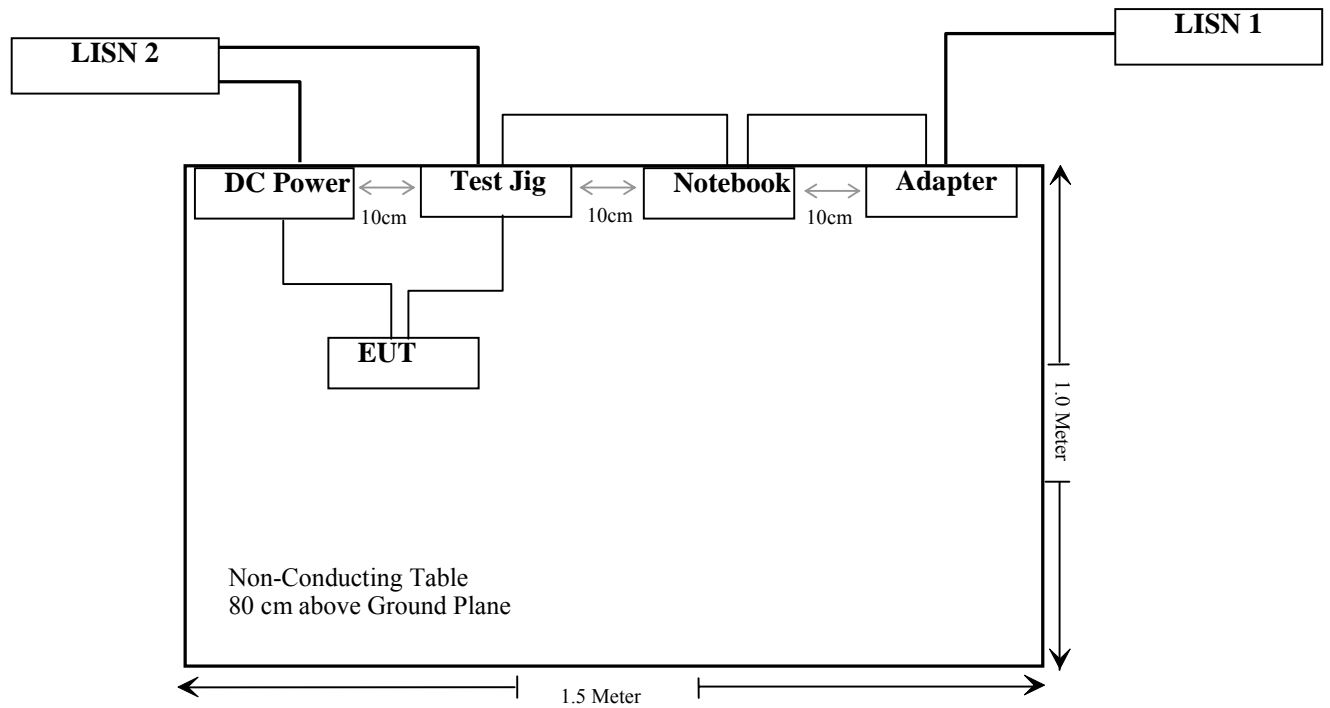 LISN 1
LISN 2
DC Power
Test Jig
Notebook
Adapter
10cm
10cm
10cm
EUT
1.0 Meter
Non-Conducting Table
80 cm above Ground Plane
1.5 Meter